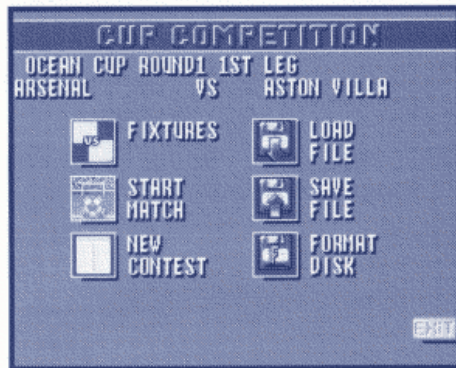 CUP COMPETITION
OCEAN CUP ROUND1 1ST LEG
ARSENAL VS ASTON VILLA
VS
FIXTURES
LOAD
FILE
START
MATCH
SAVE
FILE
NEW
CONTEST
F
FORMAT
DISK
EXIT